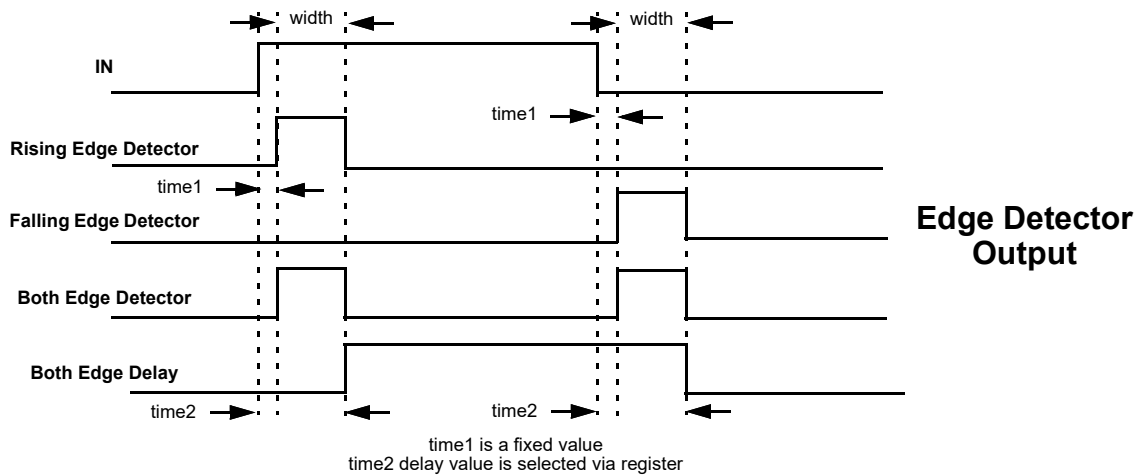 width
width
IN
time1
Rising Edge Detector
time1
Falling Edge Detector
Edge Detector
Output
Both Edge Detector
Both Edge Delay
time2
time2
time1 is a fixed value
time2 delay value is selected via register